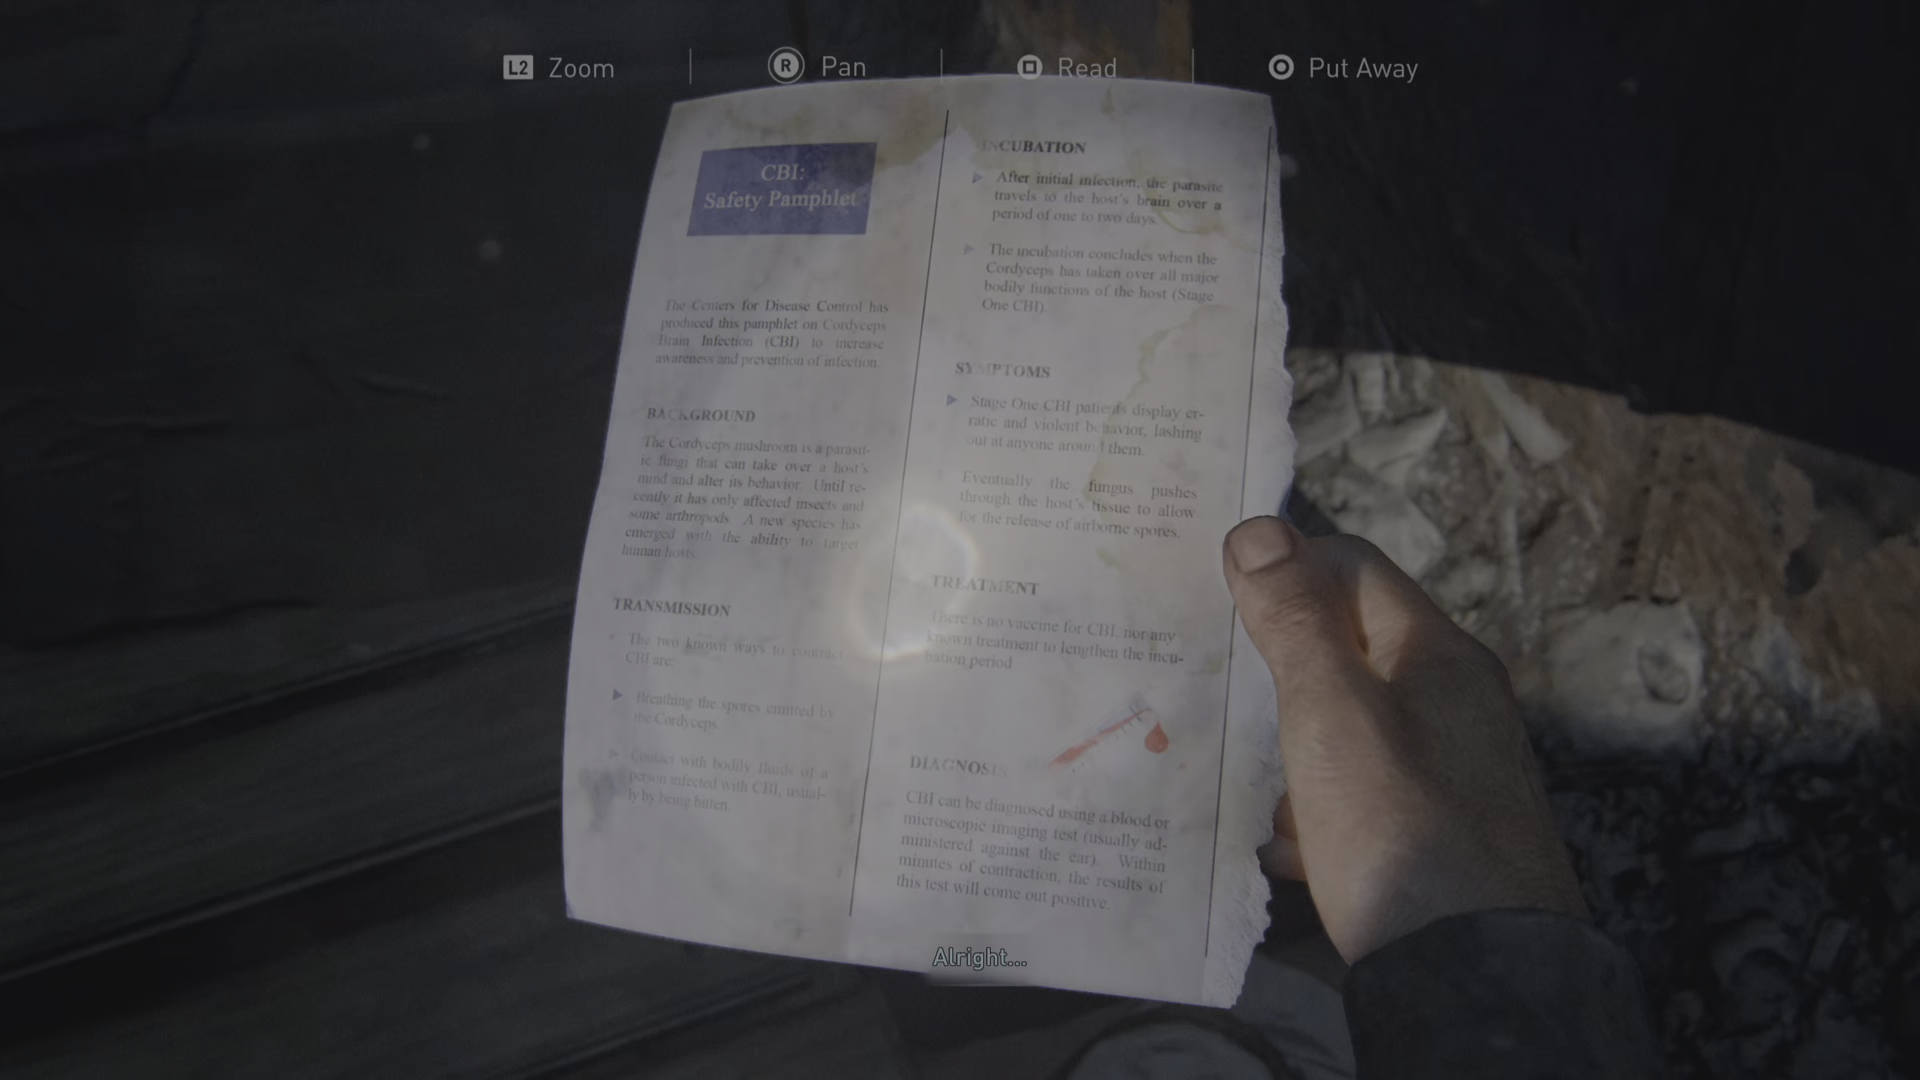 L2 Zoom
R Pan
Read
Put Away
CBI:
Safety Pamphlet
The Centers for Disease Control has
produced this pamphlet on Cordyceps
Brain Infection (CBI) to increase
awareness and prevention of infection.
BACKGROUND
The Cordyceps mushroom is a parasit-
ic fungi that can take over a host's
mind and alter its behavior. Until re-
cently it has only affected insects and
some arthropods. A new species has
emerged with the ability to target
human hosts.
TRANSMISSION
The two known ways to contract
CBI are:
Breathing the spores emitted by
the Cordyceps.
Contact with bodily fluids of a
person infected with CBI, usual-
ly by being bitten.
INCUBATION
After initial infection, the parasite
travels to the host's brain over a
period of one to two days.
The incubation concludes when the
Cordyceps has taken over all major
bodily functions of the host (Stage
One CBI).
SYMPTOMS
Stage One CBI patients display er-
ratic and violent behavior, lashing
out at anyone around them.
Eventually the fungus pushes
through the host's tissue to allow
for the release of airborne spores.
TREATMENT
There is no vaccine for CBI, nor any
known treatment to lengthen the incu-
bation period
DIAGNOSIS
CBI can be diagnosed using a blood or
microscopic imaging test (usually ad-
ministered against the ear). Within
minutes of contraction, the results of
this test will come out positive.
Alright...